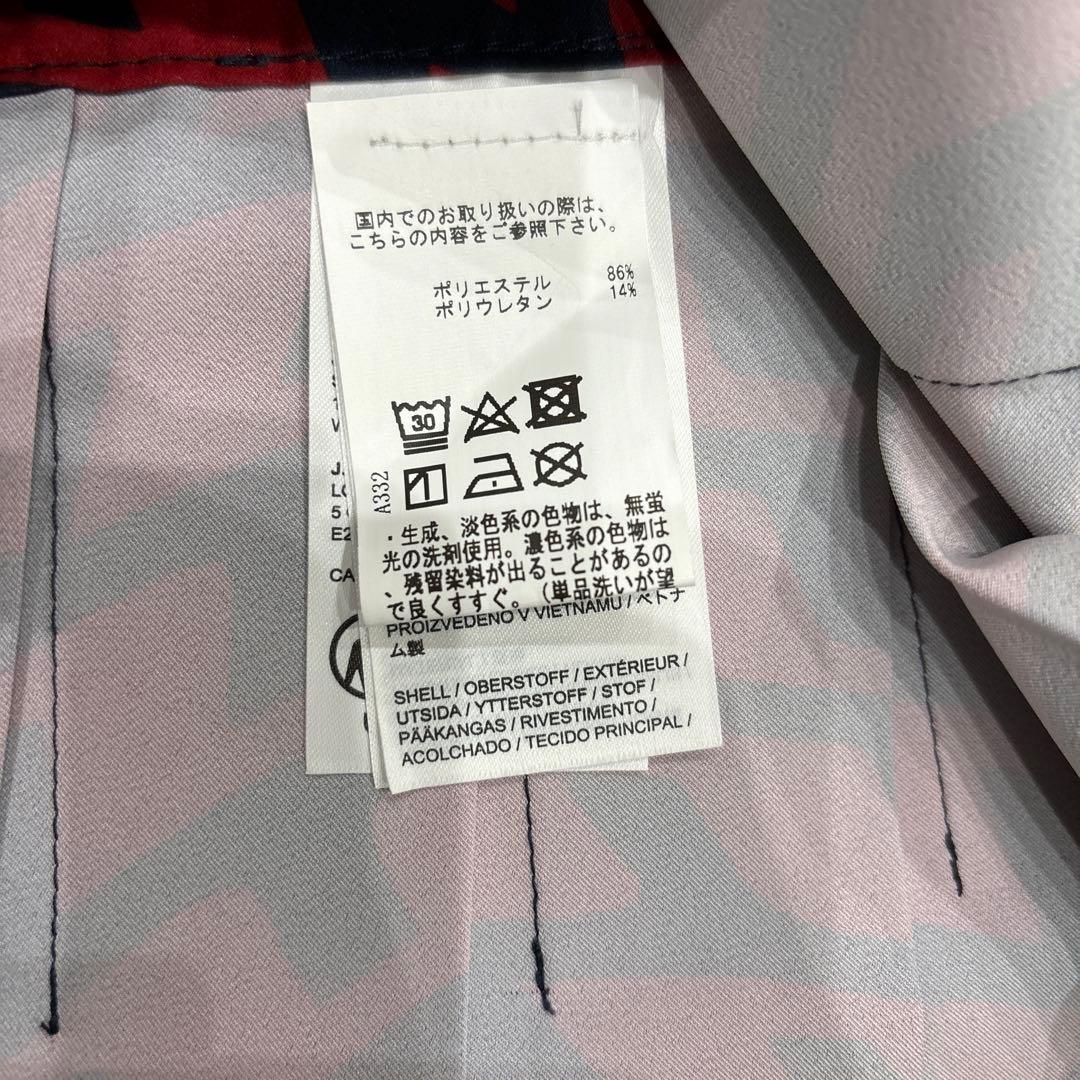 国内でのお取り扱いの際は、
こちらの内容をご参照下さい。
ポリエステル 86%
ポリウレタン 14%
30
A332
・生成、淡色系の色物は、無蛍
光の洗剤使用。濃色系の色物は
、残留染料が出ることがあるの
で良くすすぐ。（単品洗いが望
PROIZVEDENO V VIETNAMU / ベトナ
ム製
SHELL / OBERSTOFF / EXTÉRIEUR /
UTSIDA / YTTERSTOFF / STOF /
PÄÄKANGAS / RIVESTIMENTO /
ACOLCHADO / TECIDO PRINCIPAL /
CA